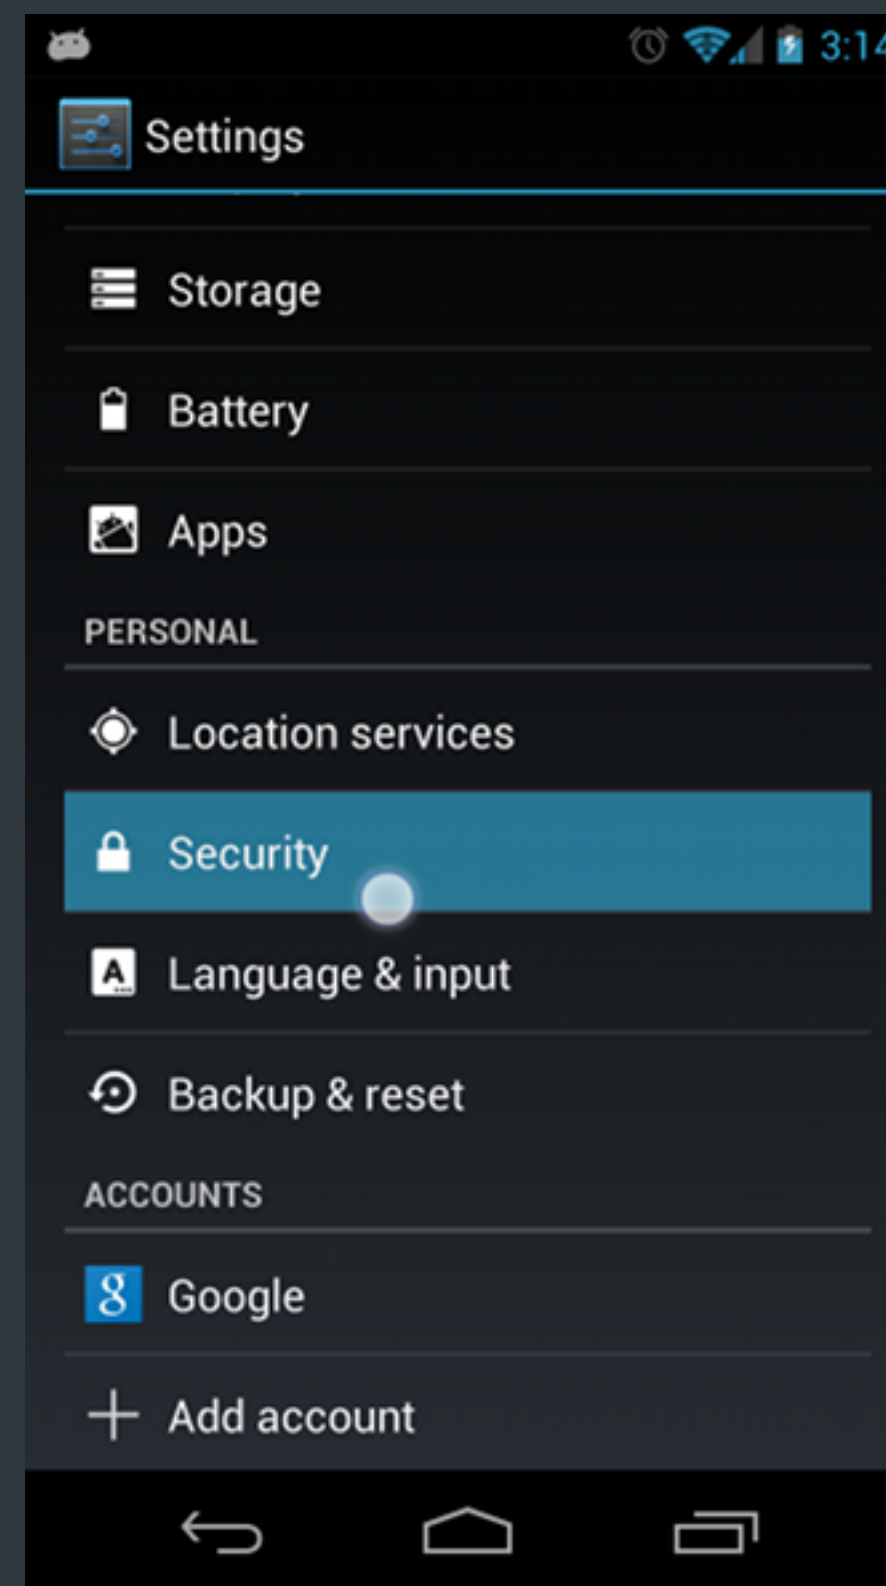 3:14
Settings
Storage
Battery
Apps
PERSONAL
Location services
Security
Language & input
Backup & reset
ACCOUNTS
Google
Add account